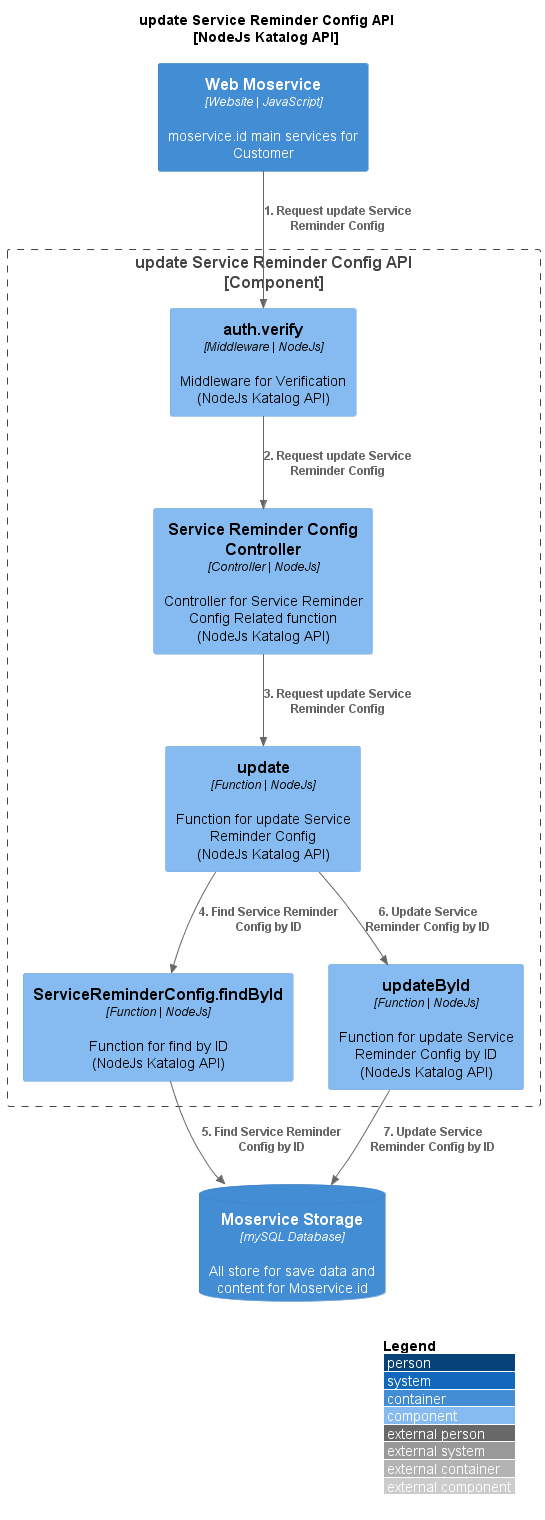 update Service Reminder Config API
[NodeJs Katalog API]
Web Moservice
[Website | JavaScript]
moservice.id main services for
Customer
1. Request update Service
Reminder Config
update Service Reminder Config API
[Component]
auth.verify
[Middleware | NodeJs]
Middleware for Verification
(NodeJs Katalog API)
2. Request update Service
Reminder Config
Service Reminder Config
Controller
[Controller | NodeJs]
Controller for Service Reminder
Config Related function
(NodeJs Katalog API)
3. Request update Service
Reminder Config
update
[Function | NodeJs]
Function for update Service
Reminder Config
(NodeJs Katalog API)
4. Find Service Reminder
Config by ID
6. Update Service
Reminder Config by ID
ServiceReminderConfig.findById
[Function | NodeJs]
Function for find by ID
(NodeJs Katalog API)
updateById
[Function | NodeJs]
Function for update Service
Reminder Config by ID
(NodeJs Katalog API)
5. Find Service Reminder
Config by ID
7. Update Service
Reminder Config by ID
Moservice Storage
[mySQL Database]
All store for save data and
content for Moservice.id
Legend
person
system
container
component
external person
external system
external container
external component